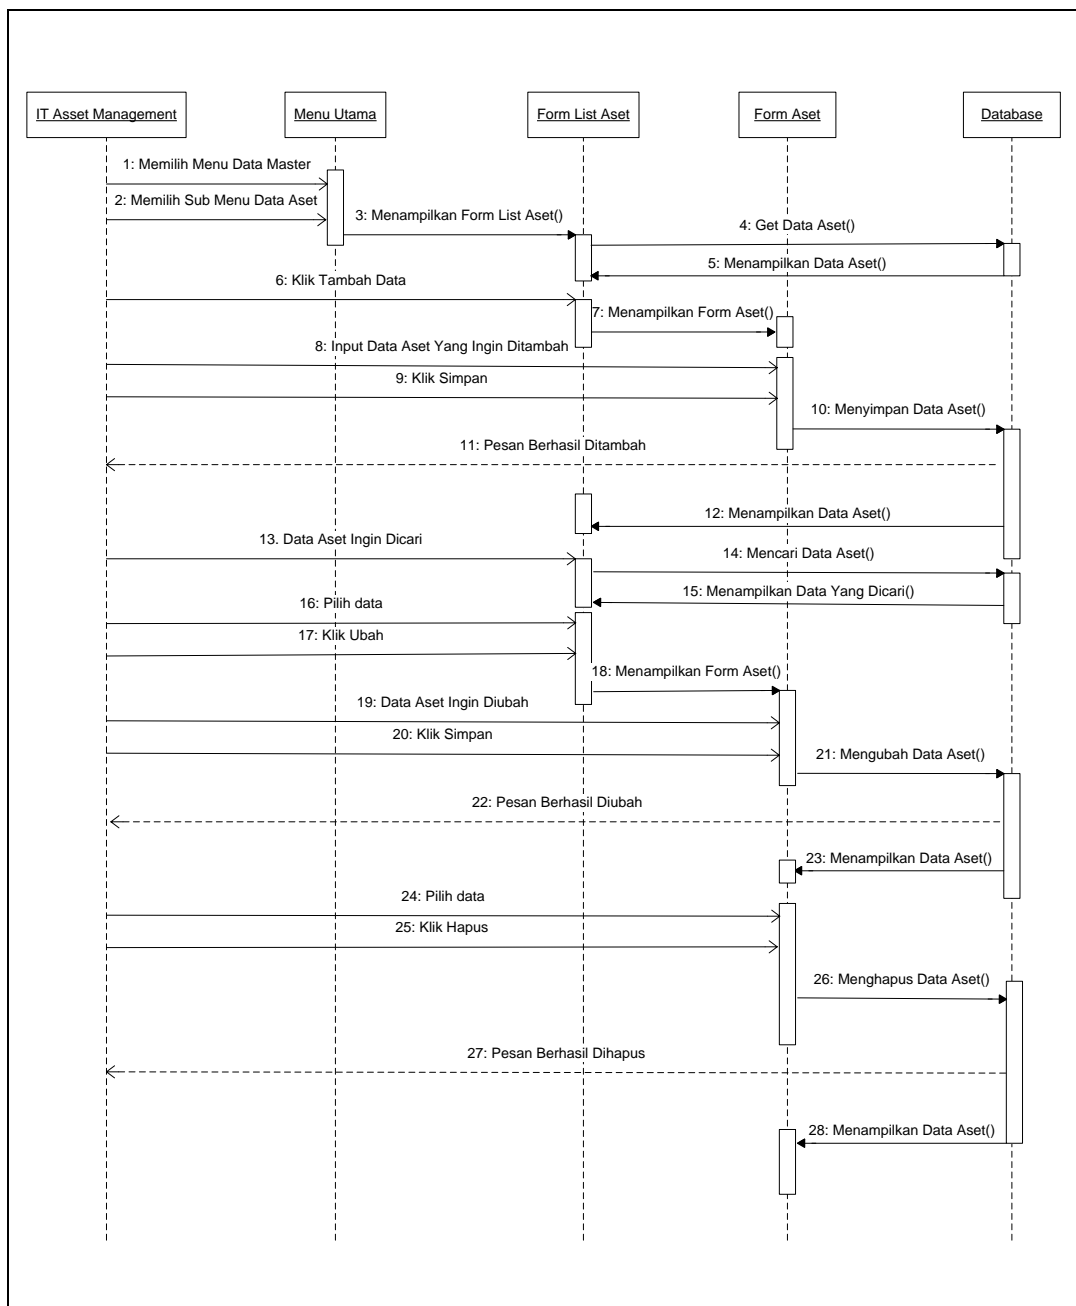 IT Asset Management
Menu Utama
Form List Aset
Form Aset
Database
1: Memilih Menu Data Master
2: Memilih Sub Menu Data Aset
3: Menampilkan Form List Aset()
4: Get Data Aset()
5: Menampilkan Data Aset()
6: Klik Tambah Data
7: Menampilkan Form Aset()
8: Input Data Aset Yang Ingin Ditambah
9: Klik Simpan
10: Menyimpan Data Aset()
11: Pesan Berhasil Ditambah
12: Menampilkan Data Aset()
13. Data Aset Ingin Dicari
14: Mencari Data Aset()
15: Menampilkan Data Yang Dicari()
16: Pilih data
17: Klik Ubah
18: Menampilkan Form Aset()
19: Data Aset Ingin Diubah
20: Klik Simpan
21: Mengubah Data Aset()
22: Pesan Berhasil Diubah
23: Menampilkan Data Aset()
24: Pilih data
25: Klik Hapus
26: Menghapus Data Aset()
27: Pesan Berhasil Dihapus
28: Menampilkan Data Aset()